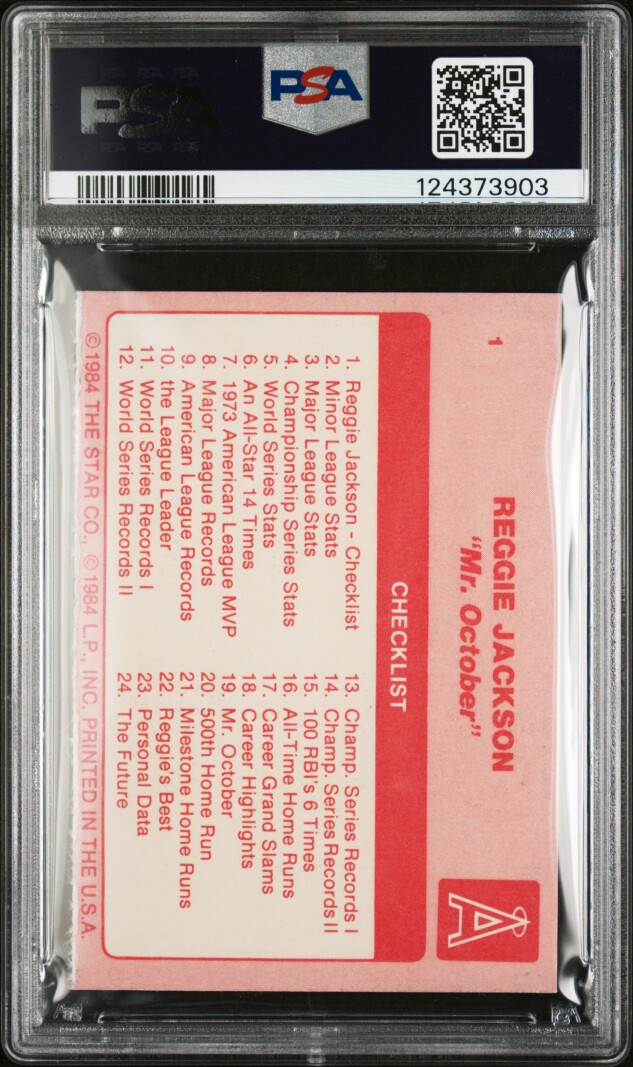 PSA
PSA
124373903
1
REGGIE JACKSON
"Mr. October"
A
CHECKLIST
1. Reggie Jackson - Checklist
2. Minor League Stats
3. Major League Stats
4. Championship Series Stats
5. World Series Stats
6. An All-Star 14 Times
7. 1973 American League MVP
8. Major League Records
9. American League Records
10. the League Leader
11. World Series Records I
12. World Series Records II
13. Champ. Series Records I
14. Champ. Series Records II
15. 100 RBI's 6 Times
16. All-Time Home Runs
17. Career Grand Slams
18. Career Highlights
19. Mr. October
20. 500th Home Run
21. Milestone Home Runs
22. Reggie's Best
23. Personal Data
24. The Future
© 1984 THE STAR CO., © 1984 L.P., INC. PRINTED IN THE U.S.A.